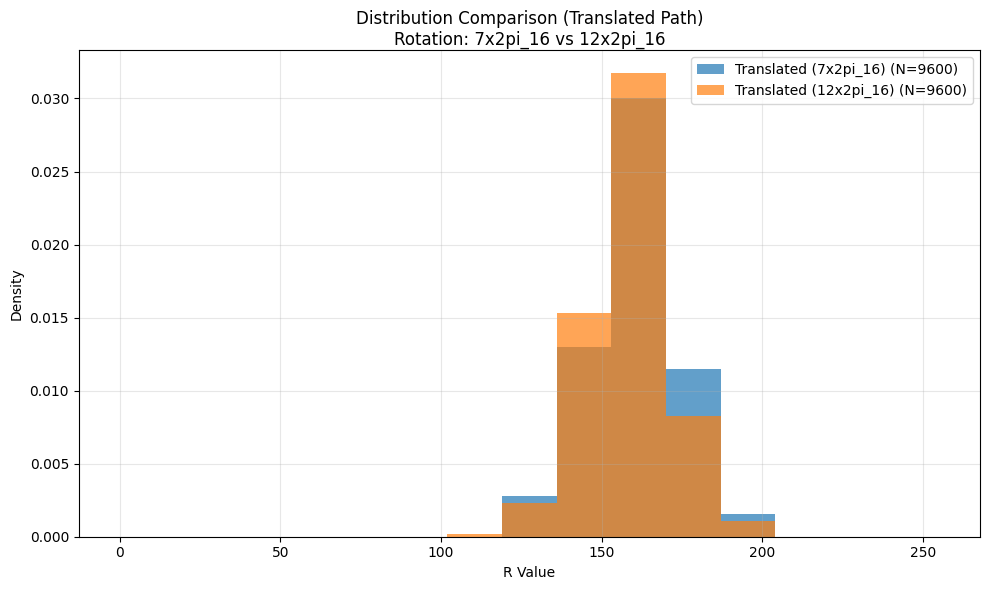 Distribution Comparison (Translated Path)
Rotation: 7x2pi_16 vs 12x2pi_16
Translated (7x2pi_16) (N=9600)
Translated (12x2pi_16) (N=9600)
Density
0.030
0.025
0.020
0.015
0.010
0.005
0.000
0
50
100
150
200
250
R Value